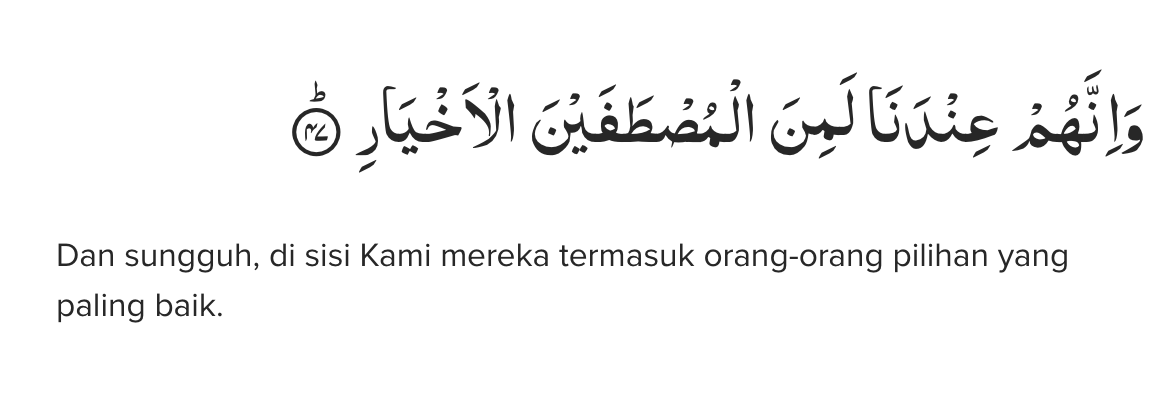 وَاِنَّهُمْ عِنْدَنَا لَمِنَ الْمُصْطَفَيْنَ الْاَخْيَارِۗ ۝٤٧
Dan sungguh, di sisi Kami mereka termasuk orang-orang pilihan yang
paling baik.